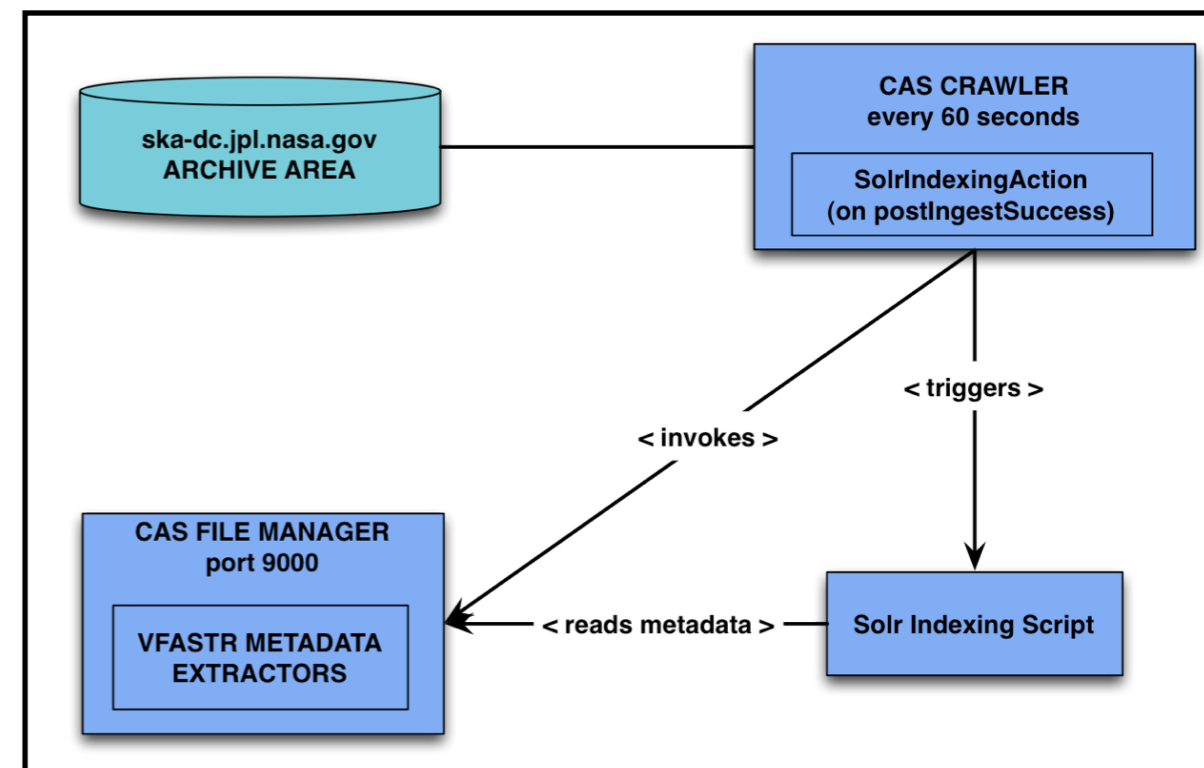 ska-dc.jpl.nasa.gov
ARCHIVE AREA
CAS CRAWLER
every 60 seconds
SolrIndexingAction
(on postIngestSuccess)
< triggers >
< invokes >
CAS FILE MANAGER
port 9000
VFASTR METADATA
EXTRACTORS
< reads metadata >
Solr Indexing Script